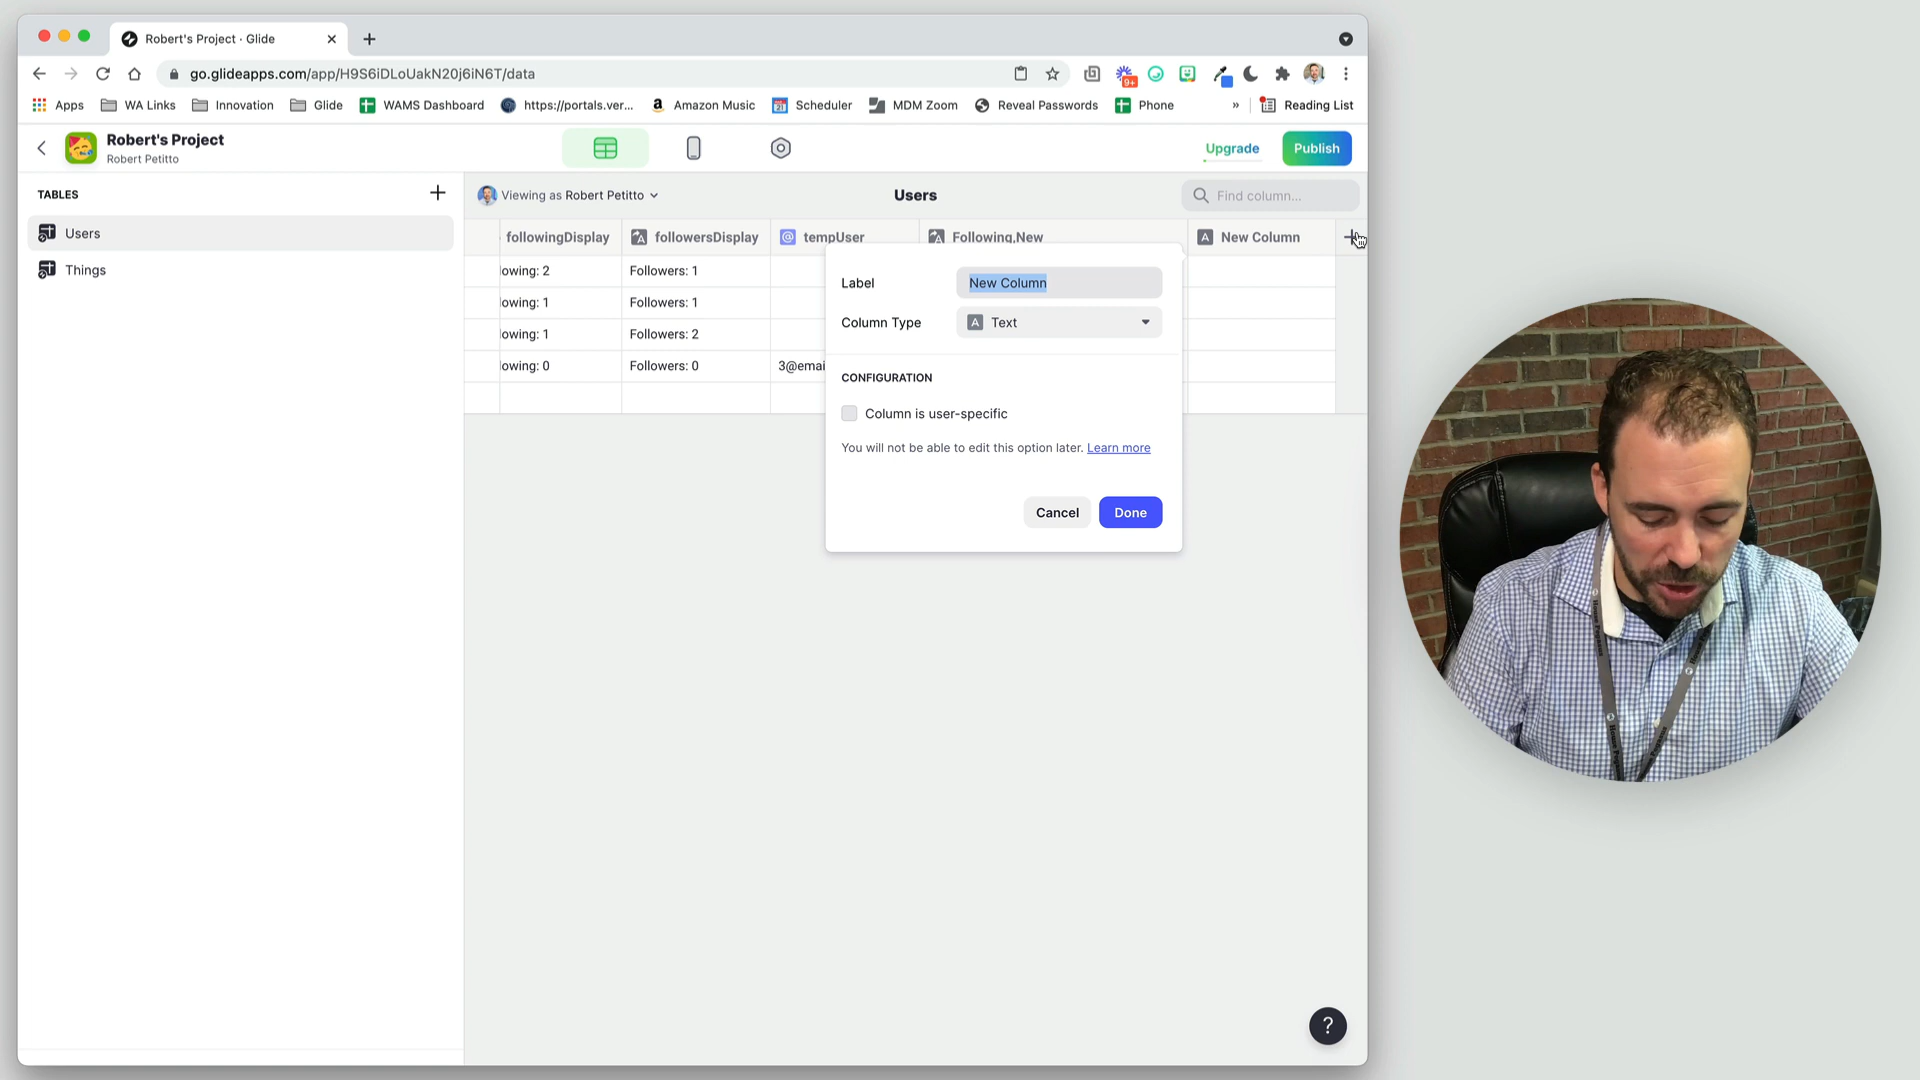 Robert's Project · Glide
go.glideapps.com/app/H9S6iDLoUakN20j6iN6T/data
9+
Apps
WA Links
Innovation
Glide
WAMS Dashboard
https://portals.ver...
Amazon Music
Scheduler
MDM Zoom
Reveal Passwords
Phone
»
Reading List
Robert's Project
Robert Petitto
Upgrade
Publish
TABLES
Users
Things
Viewing as Robert Petitto
Users
Find column...
followingDisplay
followersDisplay
tempUser
Following,New
New Column
lowing: 2
Followers: 1
lowing: 1
Followers: 1
lowing: 1
Followers: 2
lowing: 0
Followers: 0
3@emai
Label
New Column
Column Type
Text
CONFIGURATION
Column is user-specific
You will not be able to edit this option later. Learn more
Cancel
Done
?